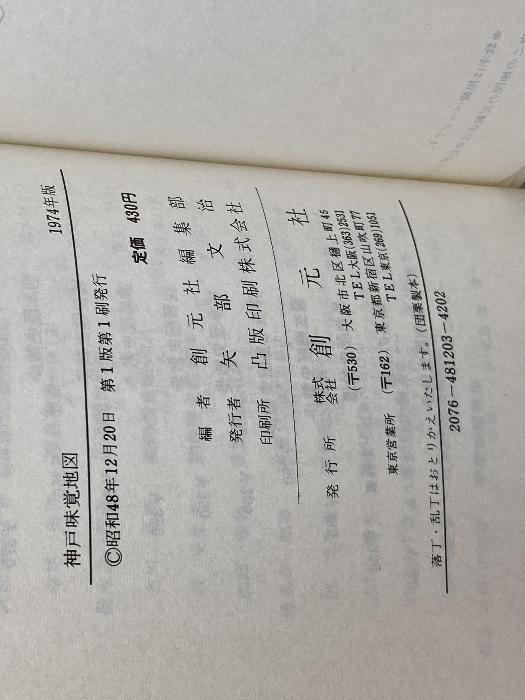 神戸味覚地図 1974年版
©昭和48年12月20日 第1版第1刷発行
定価 430円
編者 創元社編集部
発行者 矢部文治
印刷所 凸版印刷株式会社
発行所 株式会社 創元社
(〒530) 大阪市北区樋上町45
TEL大阪(363)2531
東京営業所 (〒162) 東京都新宿区山吹町77
TEL東京(269)1051
落丁・乱丁はおとりかえいたします。(団栗製本)
2076-481203-4202